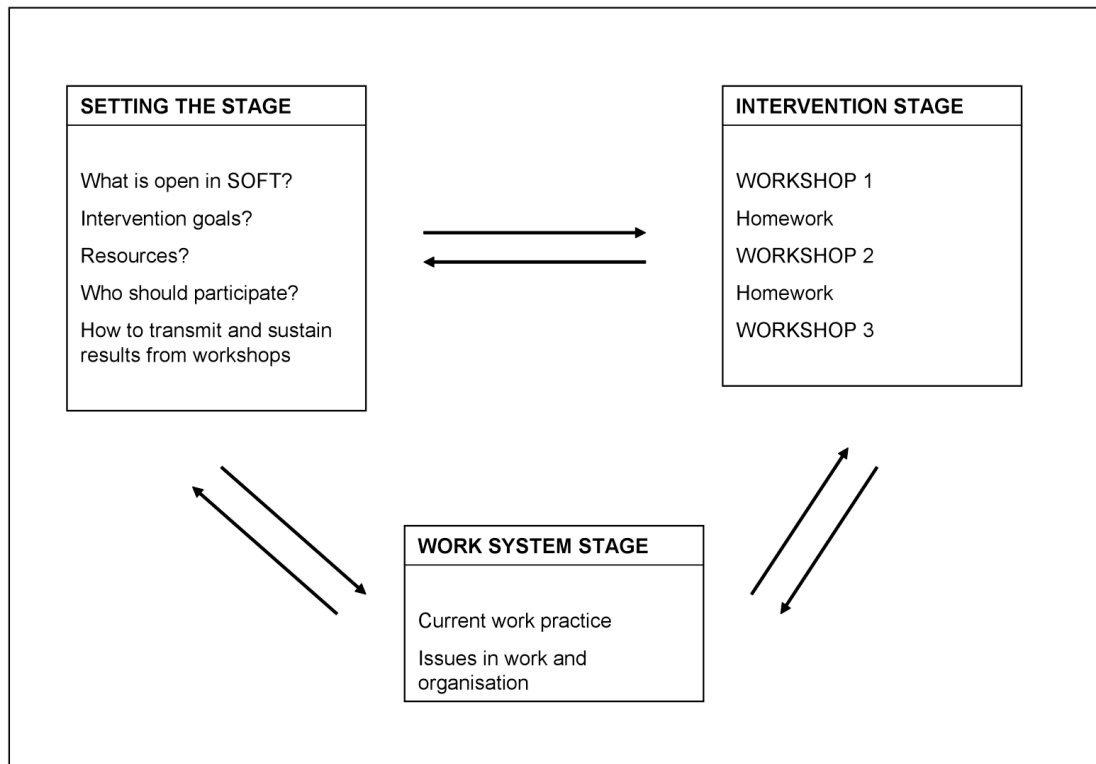 SETTING THE STAGE
What is open in SOFT?
Intervention goals?
Resources?
Who should participate?
How to transmit and sustain
results from workshops
INTERVENTION STAGE
WORKSHOP 1
Homework
WORKSHOP 2
Homework
WORKSHOP 3
WORK SYSTEM STAGE
Current work practice
Issues in work and
organisation